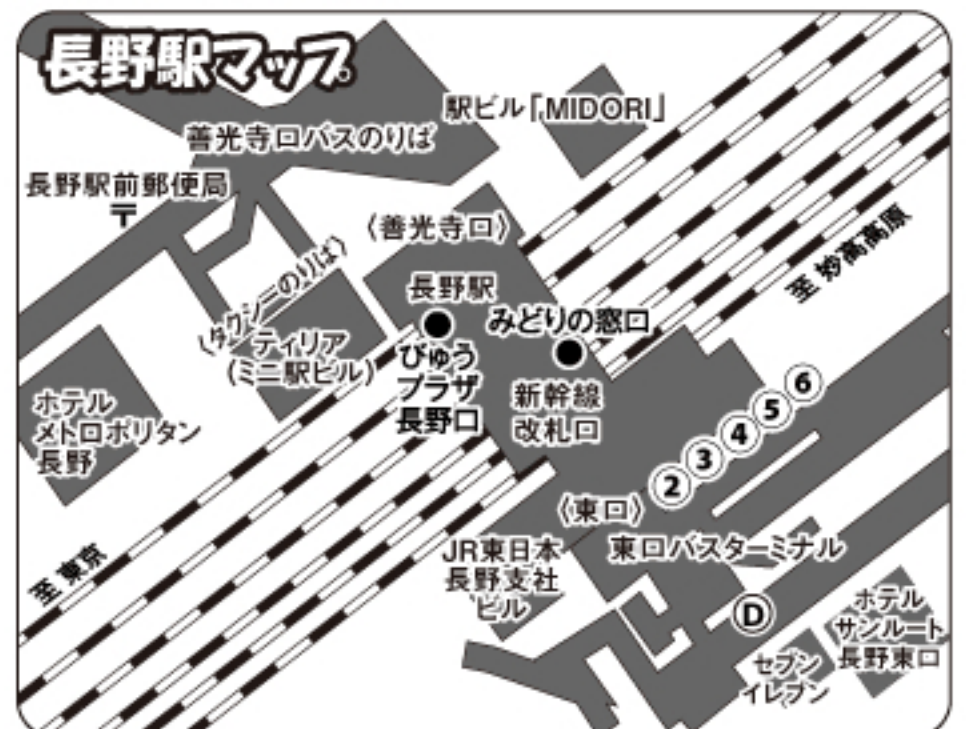 長野駅マップ
駅ビル「MIDORI」
善光寺口バスのりば
長野駅前郵便局
〒
〈善光寺口〉
至 妙高高原
〈タクシーのりば〉
長野駅
みどりの窓口
ティリア
（ミニ駅ビル）
びゅう
プラザ
長野口
新幹線
改札口
ホテル
メトロポリタン
長野
6
5
4
3
2
〈東口〉
至 東京
JR東日本
長野支社
ビル
東口バスターミナル
D
ホテル
サンルート
長野東口
セブン
イレブン